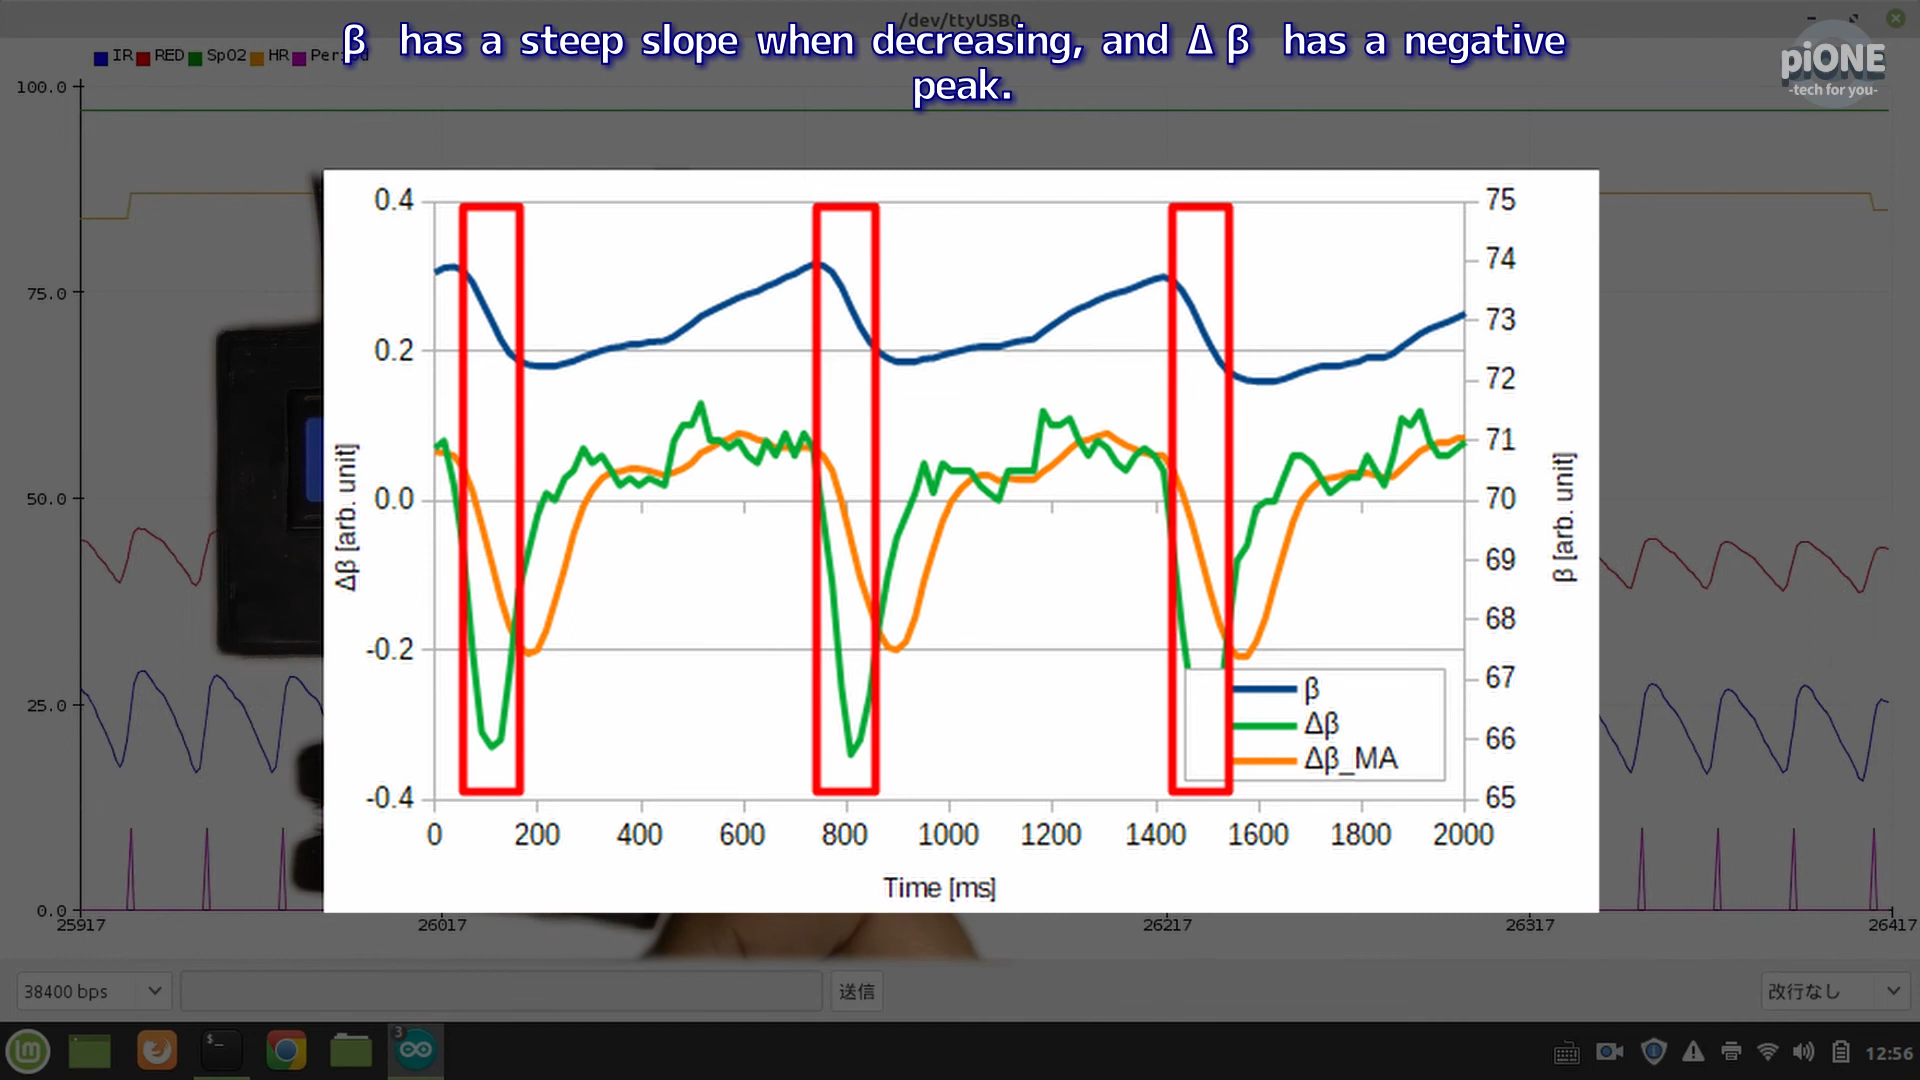 /dev/ttyUSB0
β has a steep slope when decreasing, and Δβ has a negative
peak.
piONE
-tech for you-
IR RED SpO2 HR
100.0
75.0
50.0
25.0
0.0
25917 26017 26217 26317 26417
0.4
0.2
0.0
-0.2
-0.4
Δβ [arb. unit]
75
74
73
72
71
70
69
68
67
66
65
β [arb. unit]
β
Δβ
Δβ_MA
0 200 400 600 800 1000 1200 1400 1600 1800 2000
Time [ms]
38400 bps
送信
改行なし
$_
3
12:56